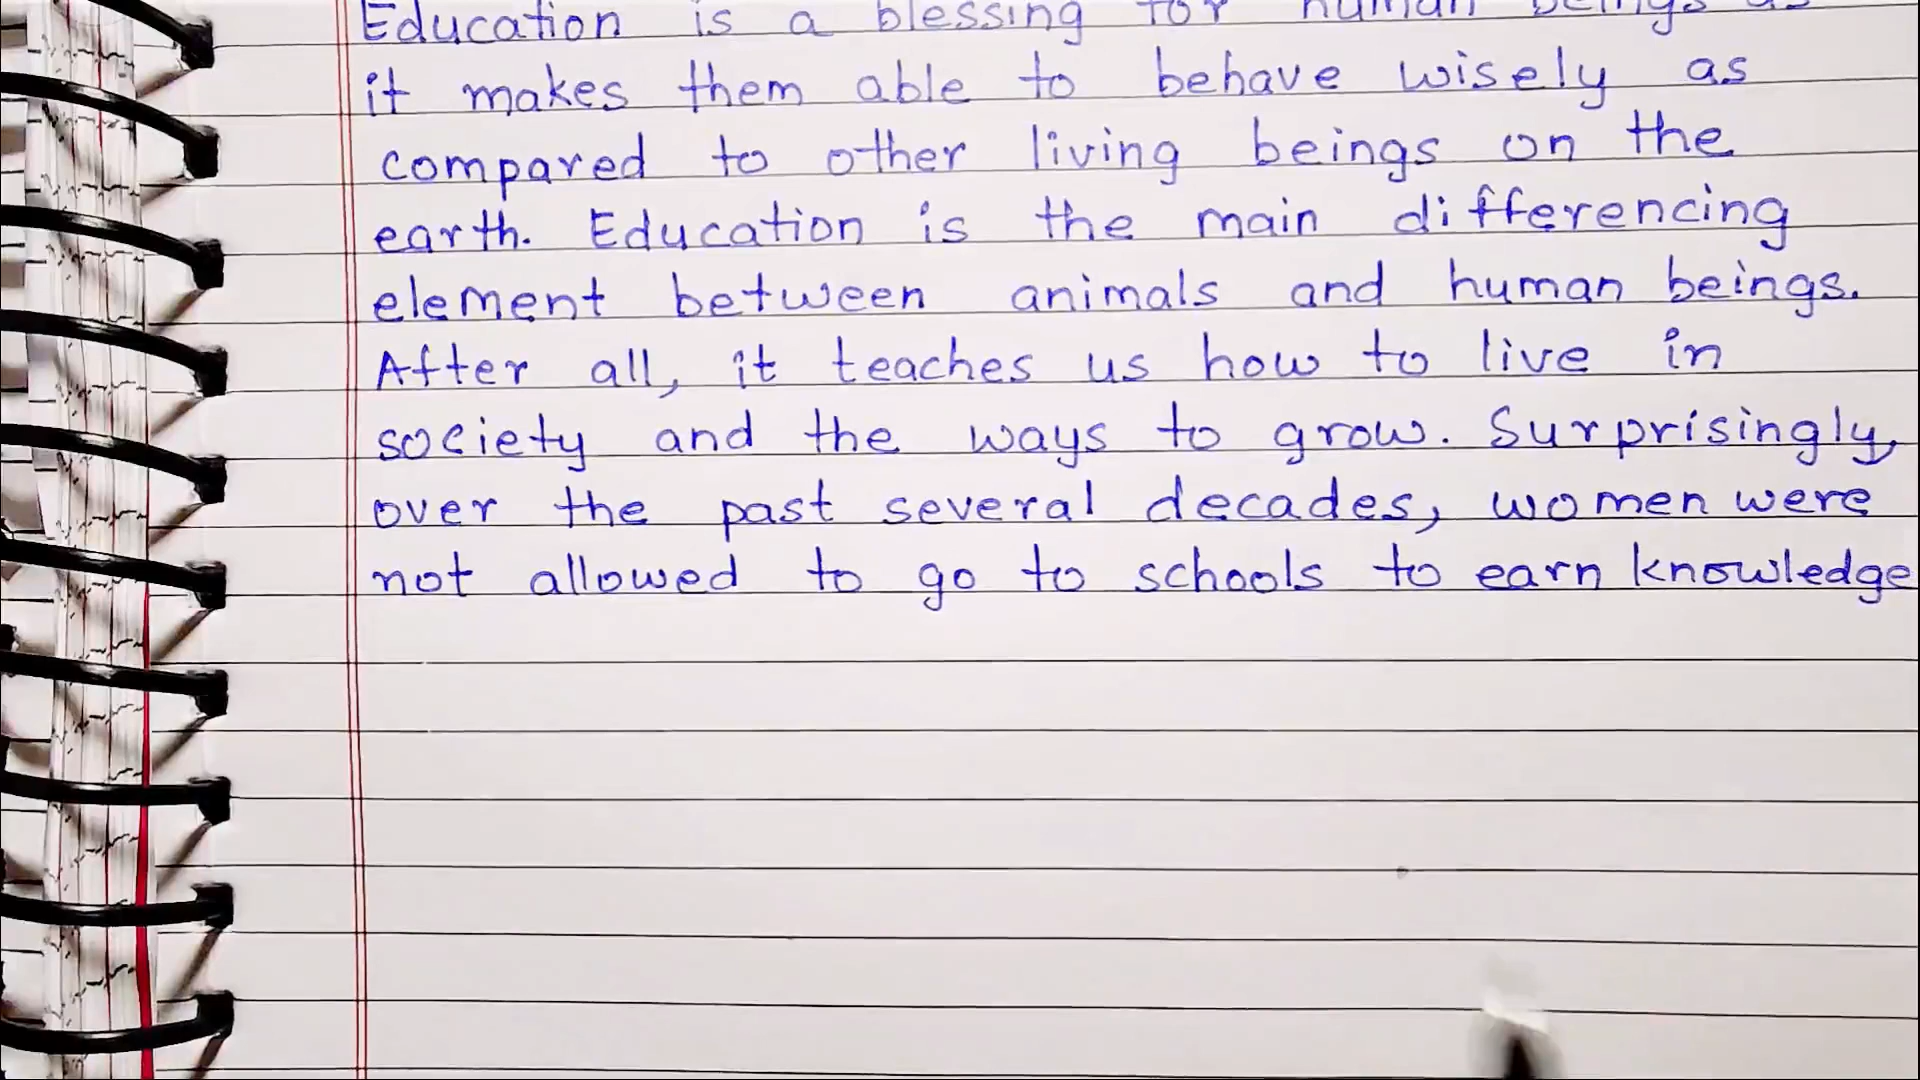 Education is a blessing for human beings as
it makes them able to behave wisely as
compared to other living beings on the
earth. Education is the main differencing
element between animals and human beings.
After all, it teaches us how to live in
society and the ways to grow. Surprisingly,
over the past several decades, women were
not allowed to go to schools to earn knowledge